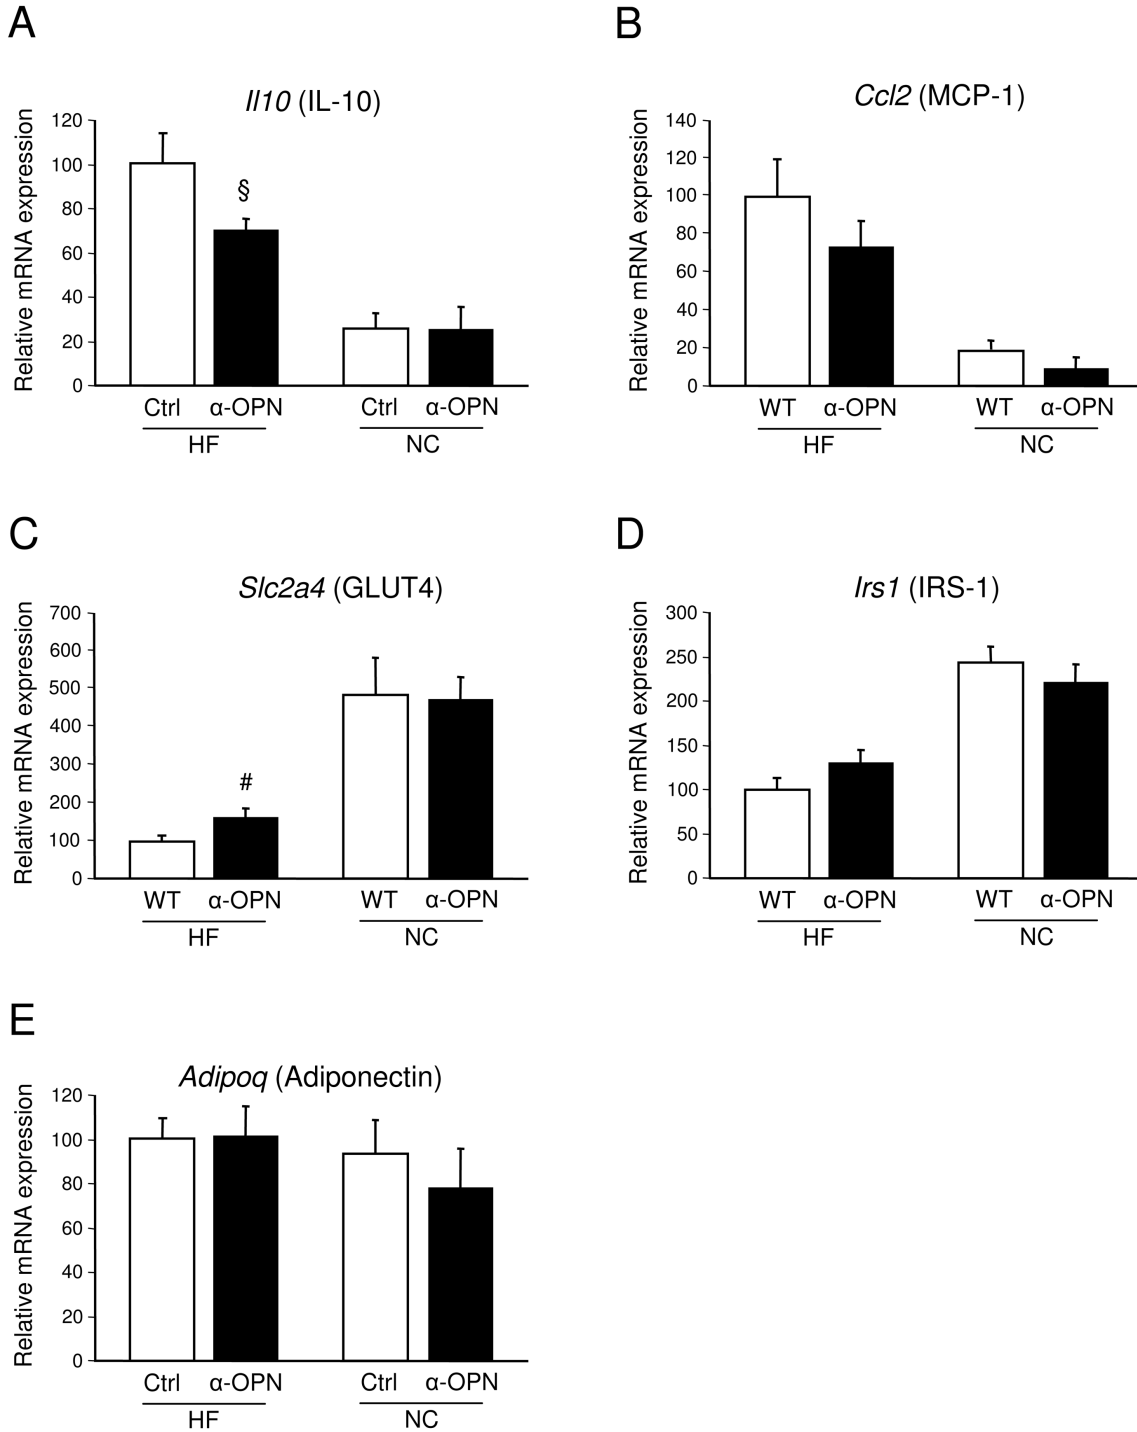 A
Il10 (IL-10)
Relative mRNA expression
120
100
80
60
40
20
0
§
Ctrl α-OPN Ctrl α-OPN
HF NC
B
Ccl2 (MCP-1)
Relative mRNA expression
140
120
100
80
60
40
20
0
WT α-OPN WT α-OPN
HF NC
C
Slc2a4 (GLUT4)
Relative mRNA expression
700
600
500
400
300
200
100
0
#
WT α-OPN WT α-OPN
HF NC
D
Irs1 (IRS-1)
Relative mRNA expression
300
250
200
150
100
50
0
WT α-OPN WT α-OPN
HF NC
E
Adipoq (Adiponectin)
Relative mRNA expression
120
100
80
60
40
20
0
Ctrl α-OPN Ctrl α-OPN
HF NC